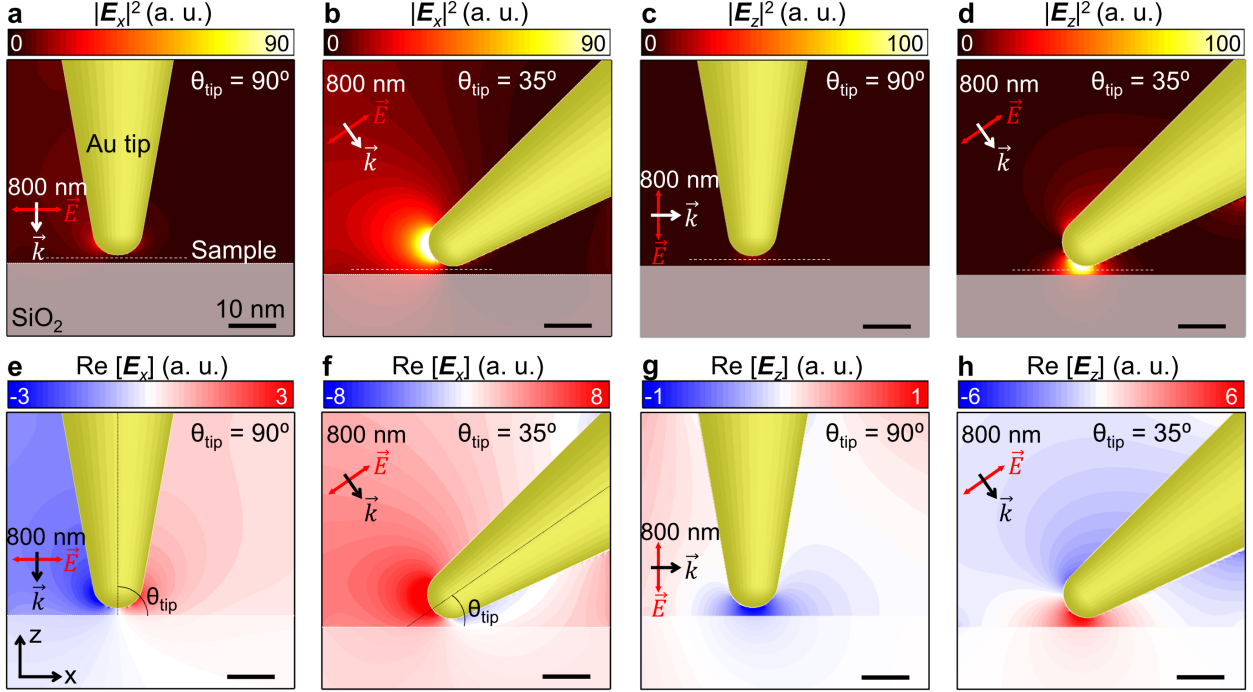 a
|Ex|² (a. u.)
0 90
θtip = 90º
Au tip
800 nm
E
k
Sample
SiO2
10 nm
b
|Ex|² (a. u.)
0 90
800 nm
θtip = 35º
E
k
c
|Ez|² (a. u.)
0 100
θtip = 90º
800 nm
k
E
d
|Ez|² (a. u.)
0 100
800 nm
θtip = 35º
E
k
e
Re [Ex] (a. u.)
-3 3
θtip = 90º
800 nm
E
k
θtip
z
x
f
Re [Ex] (a. u.)
-8 8
800 nm
θtip = 35º
E
k
θtip
g
Re [Ez] (a. u.)
-1 1
θtip = 90º
800 nm
k
E
h
Re [Ez] (a. u.)
-6 6
800 nm
θtip = 35º
E
k